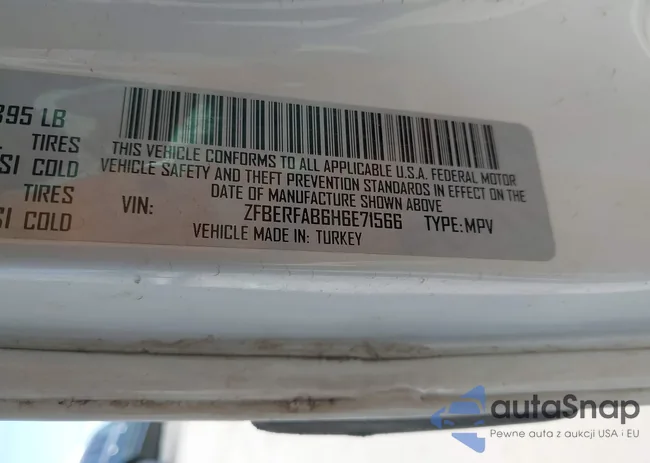 395 LB
TIRES
SI COLD
TIRES
SI COLD
THIS VEHICLE CONFORMS TO ALL APPLICABLE U.S.A. FEDERAL MOTOR
VEHICLE SAFETY AND THEFT PREVENTION STANDARDS IN EFFECT ON THE
DATE OF MANUFACTURE SHOWN ABOVE
VIN: ZFBERFAB6H6E71566 TYPE: MPV
VEHICLE MADE IN: TURKEY
autoSnap
Pewne auta z aukcji USA i EU